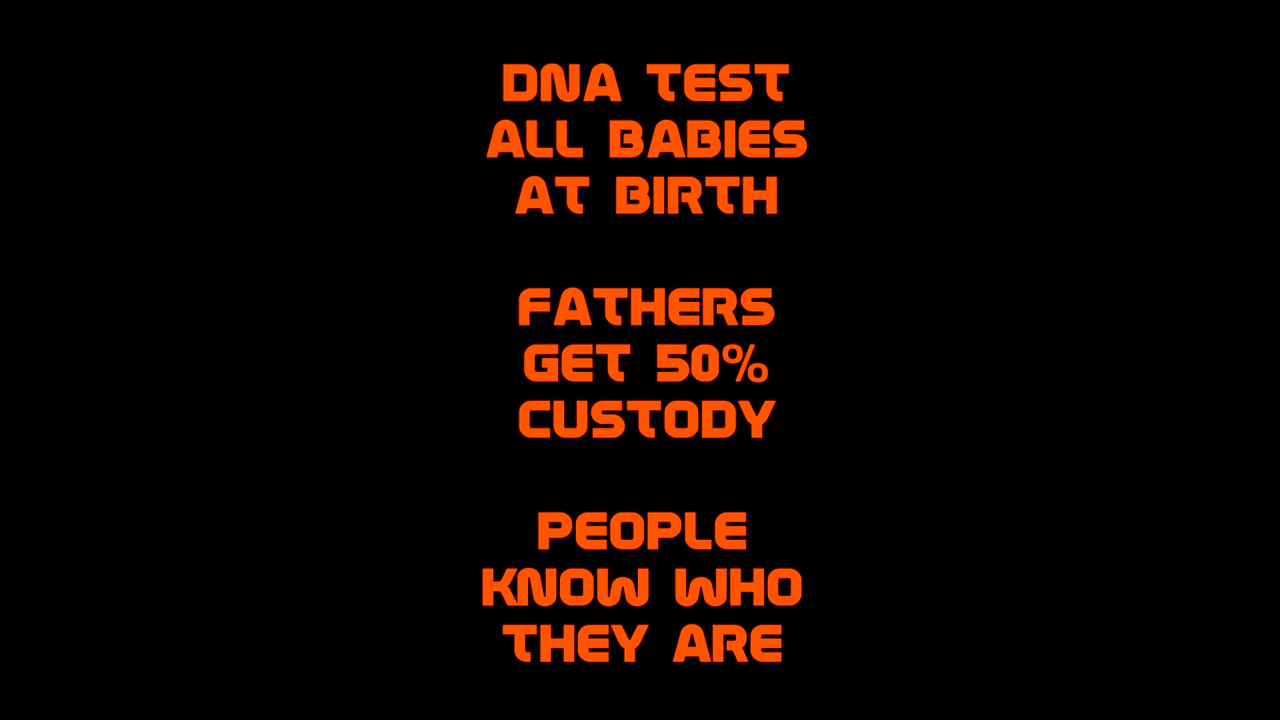 DNA TEST
ALL BABIES
AT BIRTH
FATHERS
GET 50%
CUSTODY
PEOPLE
KNOW WHO
THEY ARE